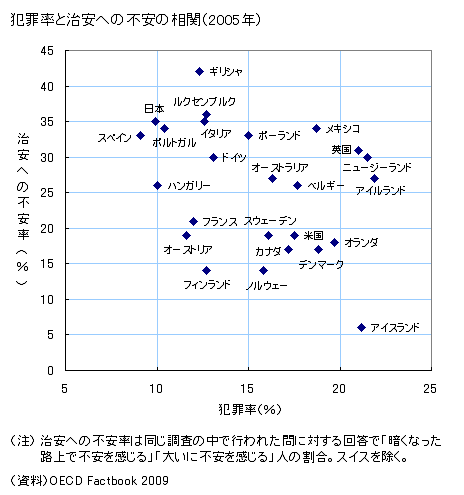 犯罪率と治安への不安の相関（2005年）
治安への不安率（％）
45
40
35
30
25
20
15
10
5
0
ギリシャ
ルクセンブルク
日本
イタリア
スペイン
ポルトガル
ポーランド
メキシコ
英国
ドイツ
ニュージーランド
オーストラリア
アイルランド
ハンガリー
ベルギー
フランス
スウェーデン
オーストリア
米国
オランダ
カナダ
デンマーク
フィンランド
ノルウェー
アイスランド
5
10
15
20
25
犯罪率（％）
（注） 治安への不安率は同じ調査の中で行われた問に対する回答で「暗くなった
路上で不安を感じる」「大いに不安を感じる」人の割合。スイスを除く。
（資料）OECD Factbook 2009